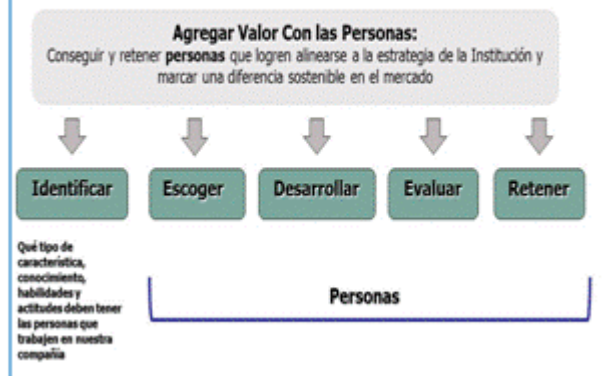 Agregar Valor Con las Personas:
Conseguir y retener personas que logren alinearse a la estrategia de la Institución y
marcar una diferencia sostenible en el mercado
Identificar
Escoger
Desarrollar
Evaluar
Retener
Qué tipo de
característica,
conocimiento,
habilidades y
actitudes deben tener
las personas que
trabajen en nuestra
compañía
Personas